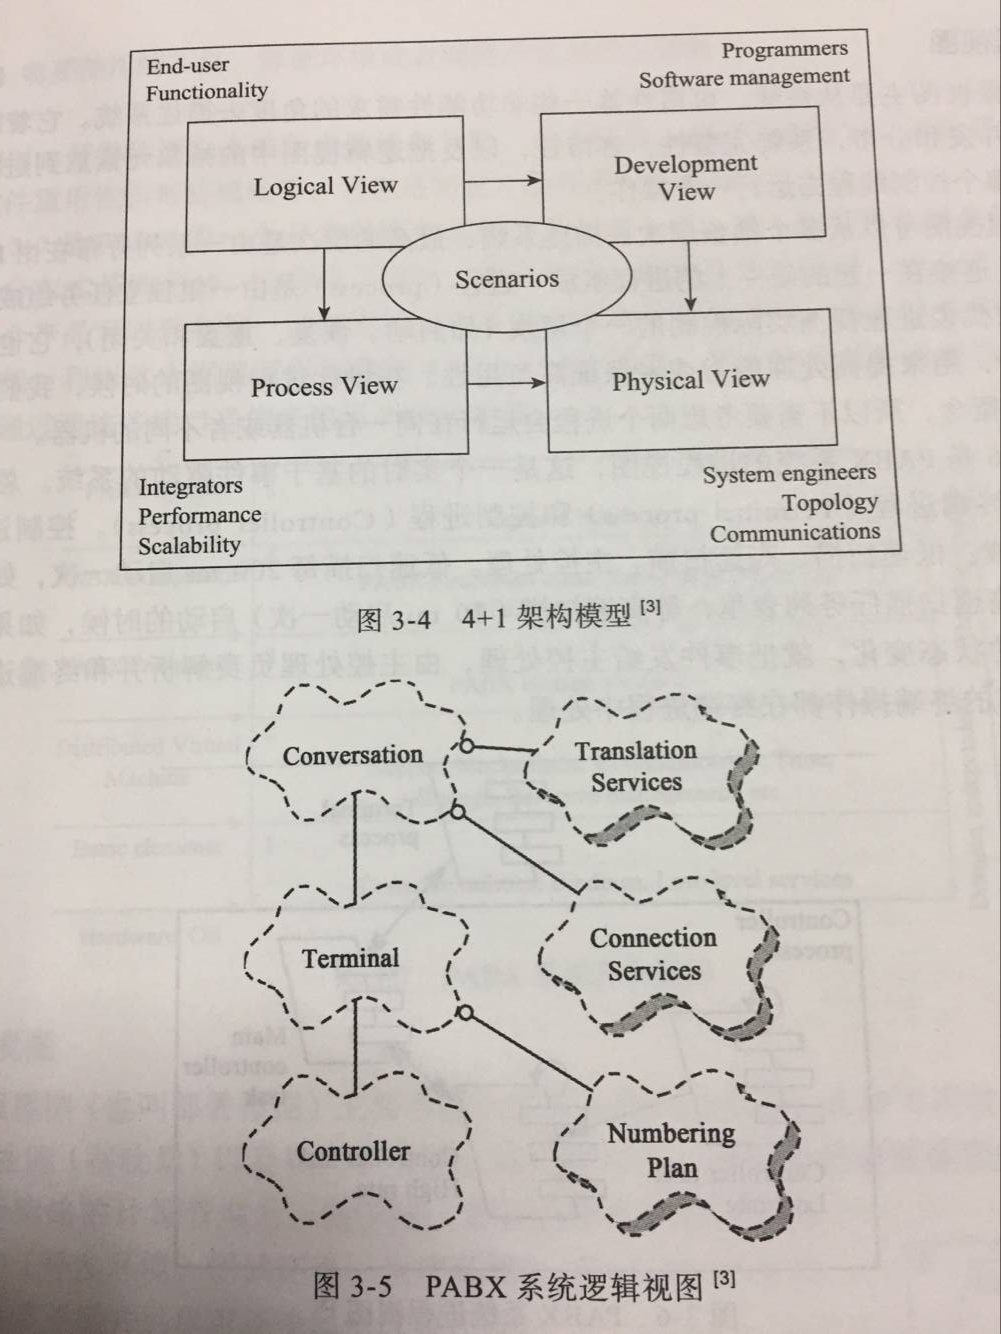 End-user
Functionality
Programmers
Software management
Logical View
Development
View
Scenarios
Process View
Physical View
Integrators
Performance
Scalability
System engineers
Topology
Communications
图 3-4 4+1 架构模型 [3]
Conversation
Translation
Services
Terminal
Connection
Services
Controller
Numbering
Plan
图 3-5 PABX 系统逻辑视图 [3]